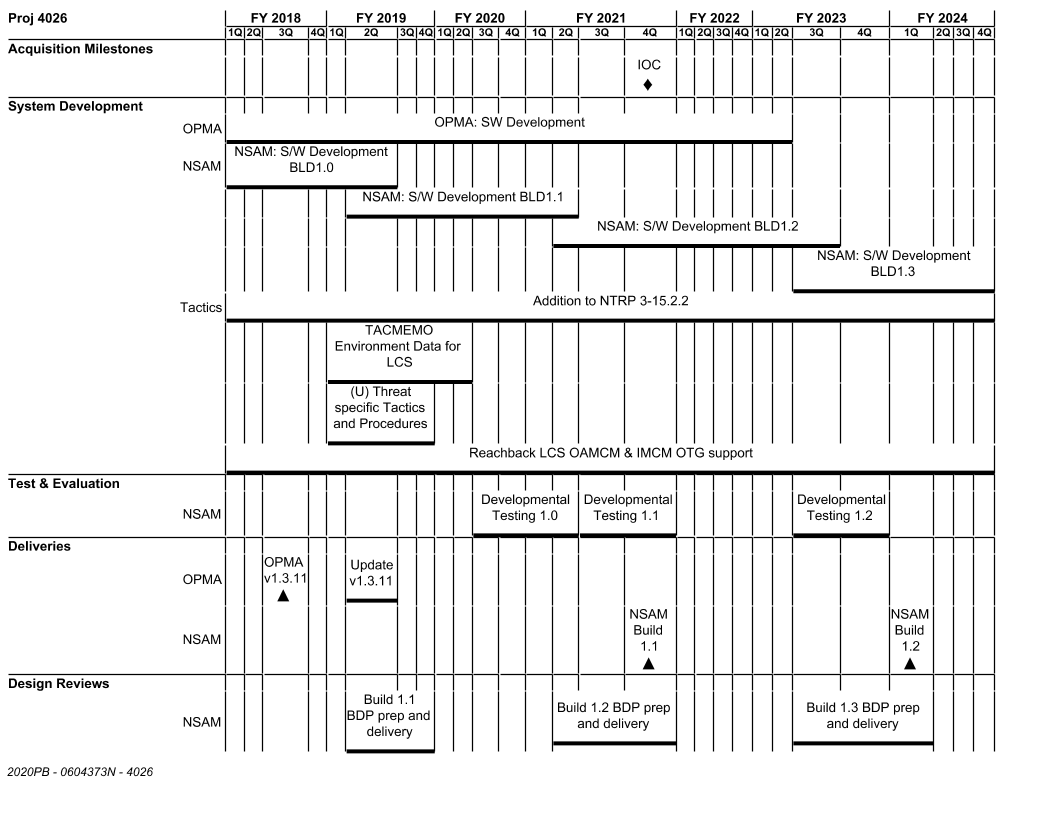 Proj 4026 FY 2018 FY 2019 FY 2020 FY 2021 FY 2022 FY 2023 FY 2024
1Q 2Q 3Q 4Q 1Q 2Q 3Q 4Q 1Q 2Q 3Q 4Q 1Q 2Q 3Q 4Q 1Q 2Q 3Q 4Q 1Q 2Q 3Q 4Q 1Q 2Q 3Q 4Q
Acquisition Milestones
IOC
System Development
OPMA OPMA: SW Development
NSAM NSAM: S/W Development
BLD1.0
NSAM: S/W Development BLD1.1
NSAM: S/W Development BLD1.2
NSAM: S/W Development
BLD1.3
Tactics Addition to NTRP 3-15.2.2
TACMEMO
Environment Data for
LCS
(U) Threat
specific Tactics
and Procedures
Reachback LCS OAMCM & IMCM OTG support
Test & Evaluation
NSAM
Developmental
Testing 1.0
Developmental
Testing 1.1
Developmental
Testing 1.2
Deliveries
OPMA
OPMA
v1.3.11
Update
v1.3.11
NSAM
NSAM
Build
1.1
NSAM
Build
1.2
Design Reviews
NSAM
Build 1.1
BDP prep and
delivery
Build 1.2 BDP prep
and delivery
Build 1.3 BDP prep
and delivery
2020PB - 0604373N - 4026